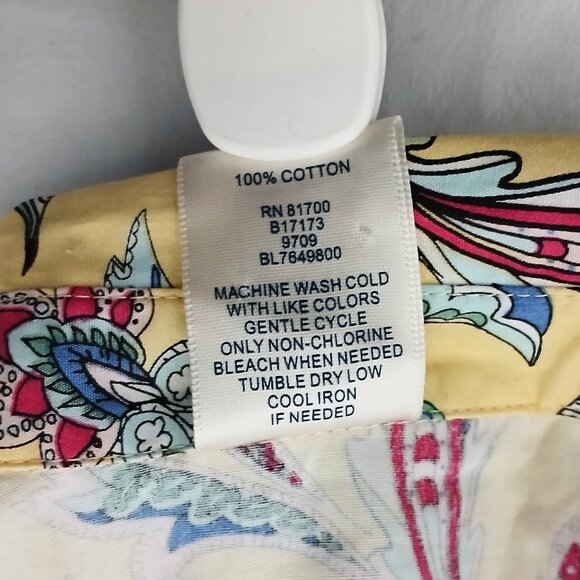 100% COTTON
RN 81700
B17173
9709
BL7649800
MACHINE WASH COLD
WITH LIKE COLORS
GENTLE CYCLE
ONLY NON-CHLORINE
BLEACH WHEN NEEDED
TUMBLE DRY LOW
COOL IRON
IF NEEDED